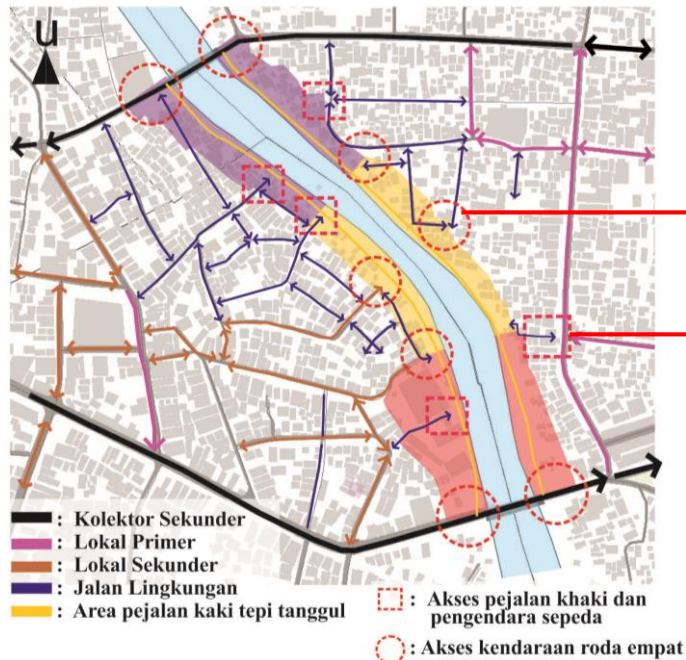 u
: Kolektor Sekunder
: Lokal Primer
: Lokal Sekunder
: Jalan Lingkungan
: Area pejalan kaki tepi tanggul
: Akses pejalan khaki dan
pengendara sepeda
: Akses kendaraan roda empat